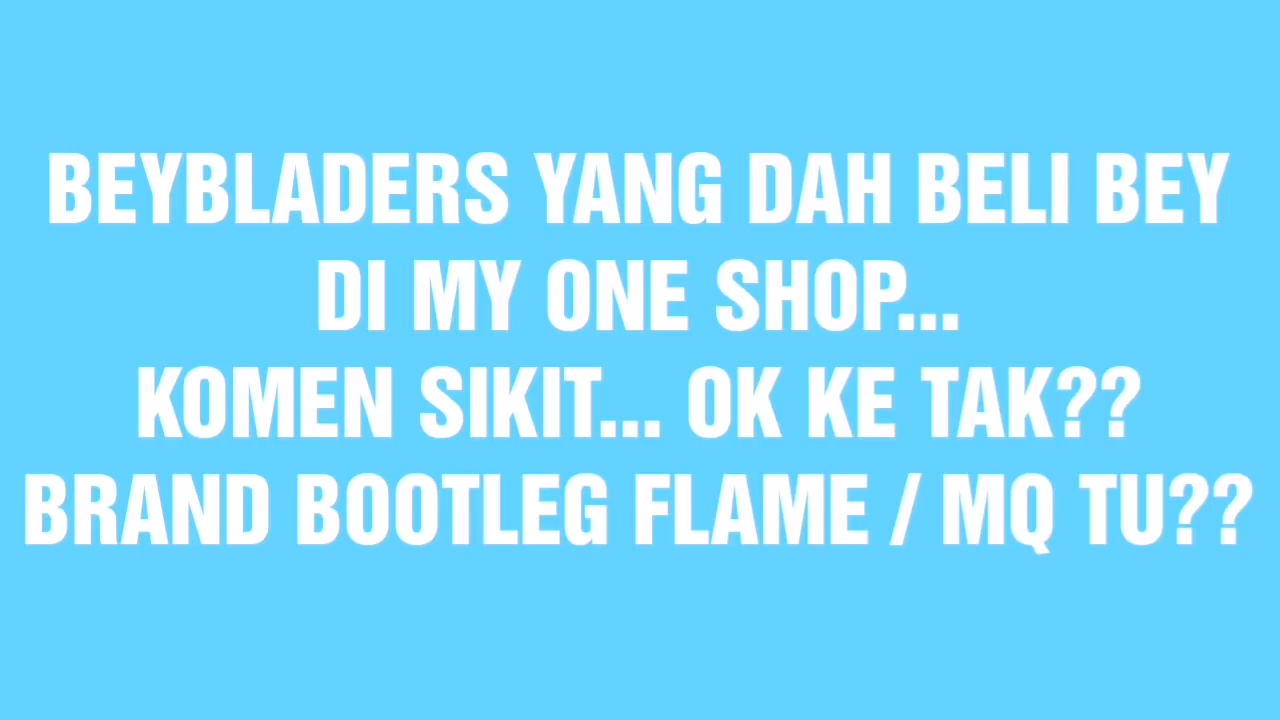 BEYBLADERS YANG DAH BELI BEY
DI MY ONE SHOP...
KOMEN SIKIT... OK KE TAK??
BRAND BOOTLEG FLAME / MQ TU??